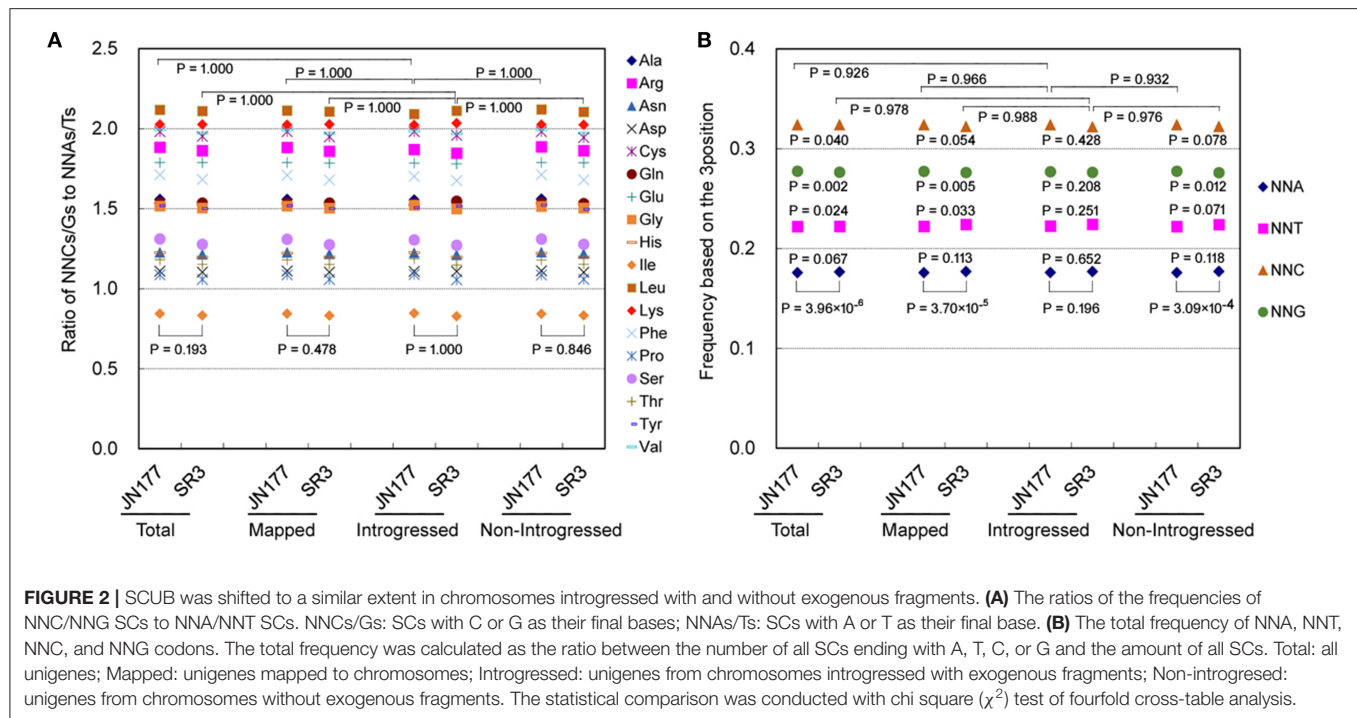 A
2.5
2.0
1.5
1.0
0.5
0.0
Ratio of NNCs/Gs to NNAs/Ts
P = 1.000
P = 1.000
P = 1.000
P = 1.000
P = 1.000
P = 1.000
P = 0.193
P = 0.478
P = 1.000
P = 0.846
JN177
SR3
JN177
SR3
JN177
SR3
JN177
SR3
Total
Mapped
Introgressed
Non-Introgressed
Ala
Arg
Asn
Asp
Cys
Gln
Glu
Gly
His
Ile
Leu
Lys
Phe
Pro
Ser
Thr
Tyr
Val
B
0.4
0.3
0.2
0.1
0.0
Frequency based on the 3position
P = 0.926
P = 0.966
P = 0.932
P = 0.978
P = 0.988
P = 0.976
P = 0.040
P = 0.054
P = 0.428
P = 0.078
P = 0.002
P = 0.005
P = 0.208
P = 0.012
P = 0.024
P = 0.033
P = 0.251
P = 0.071
P = 0.067
P = 0.113
P = 0.652
P = 0.118
P = 3.96×10⁻⁶
P = 3.70×10⁻⁵
P = 0.196
P = 3.09×10⁻⁴
JN177
SR3
JN177
SR3
JN177
SR3
JN177
SR3
Total
Mapped
Introgressed
Non-Introgressed
NNA
NNT
NNC
NNG
FIGURE 2 | SCUB was shifted to a similar extent in chromosomes introgressed with and without exogenous fragments. (A) The ratios of the frequencies of
NNC/NNG SCs to NNA/NNT SCs. NNCs/Gs: SCs with C or G as their final bases; NNAs/Ts: SCs with A or T as their final base. (B) The total frequency of NNA, NNT,
NNC, and NNG codons. The total frequency was calculated as the ratio between the number of all SCs ending with A, T, C, or G and the amount of all SCs. Total: all
unigenes; Mapped: unigenes mapped to chromosomes; Introgressed: unigenes from chromosomes introgressed with exogenous fragments; Non-introgresed:
unigenes from chromosomes without exogenous fragments. The statistical comparison was conducted with chi square (χ²) test of fourfold cross-table analysis.